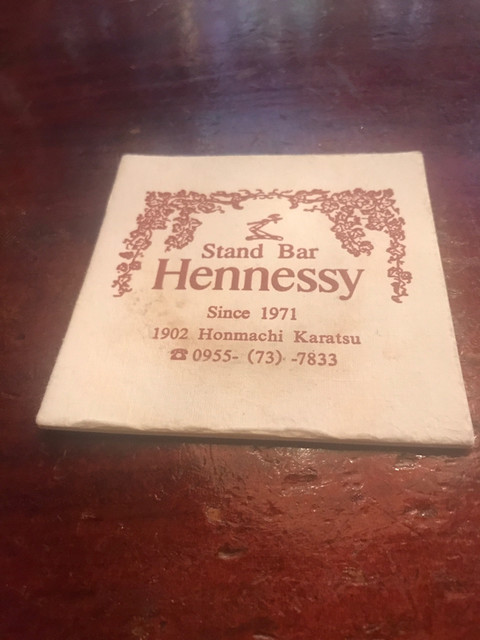 Stand Bar
Hennessy
Since 1971
1902 Honmachi Karatsu
☎0955- (73) -7833